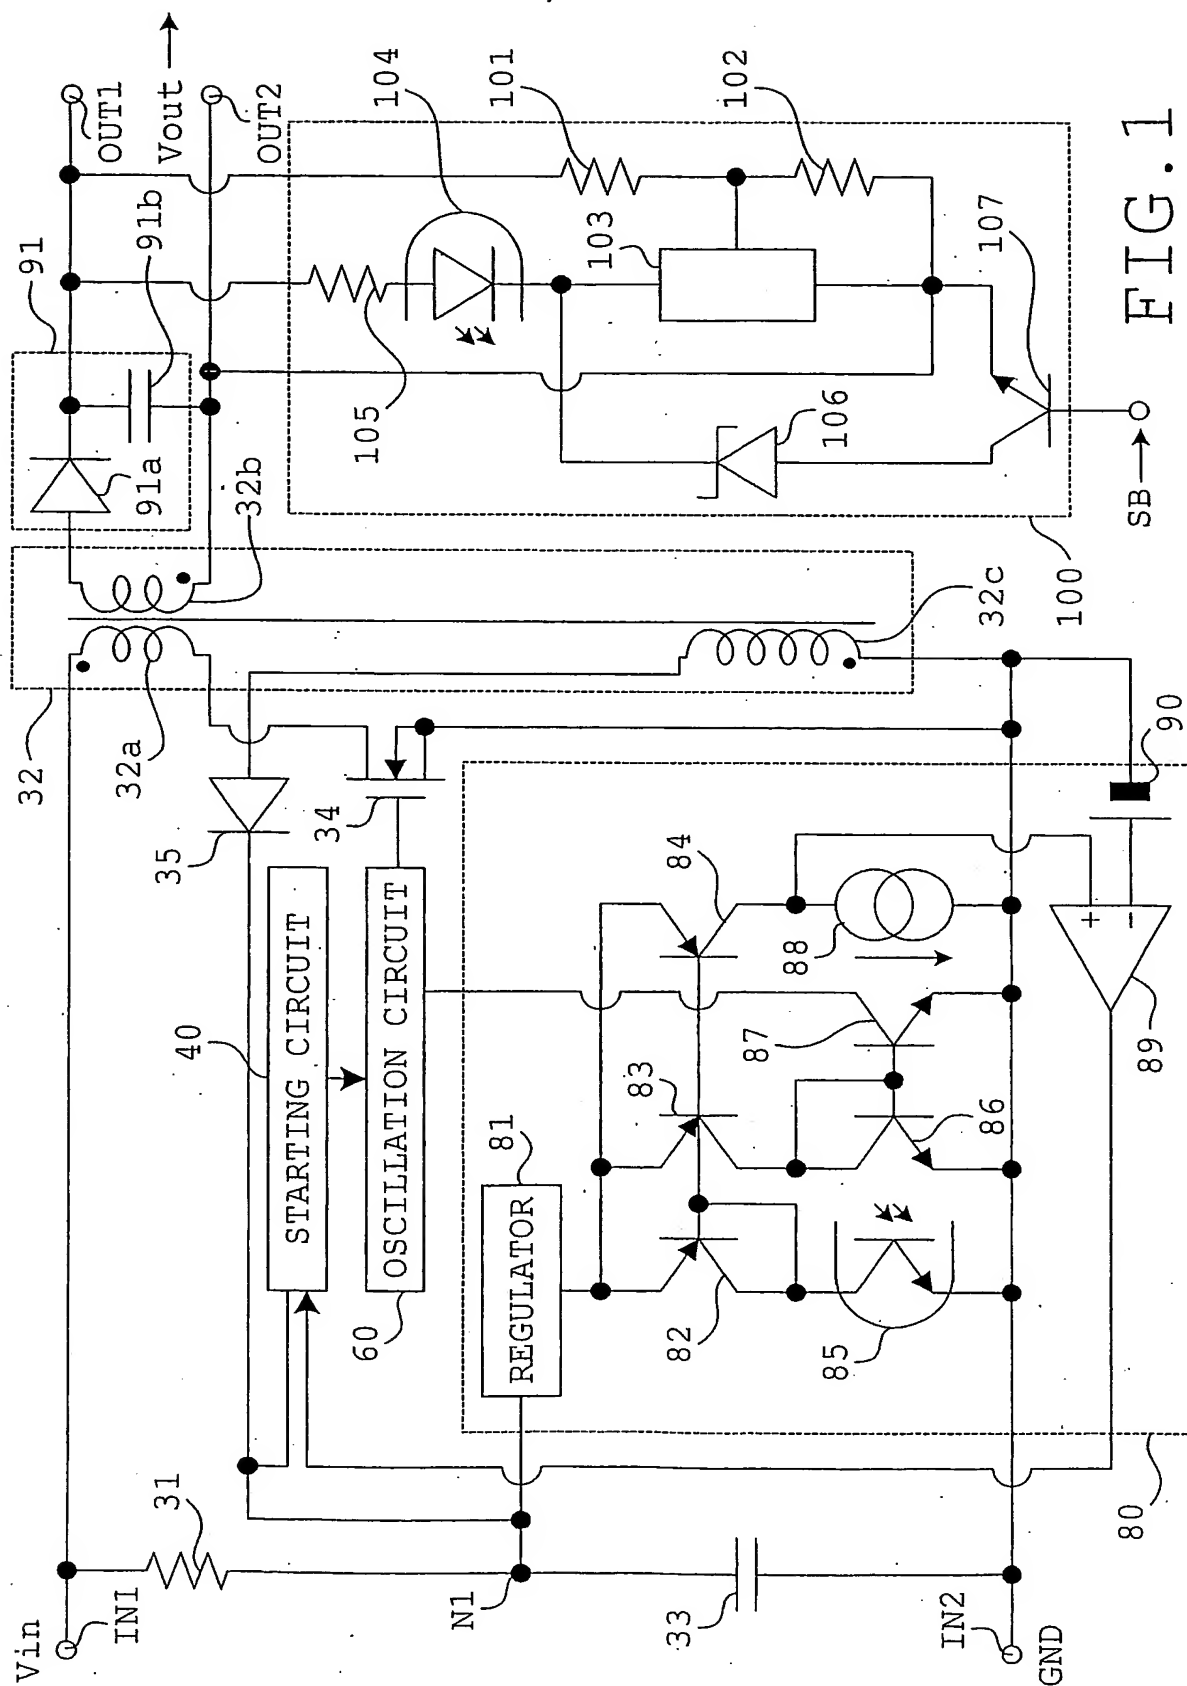 Vin
IN1
31
N1
33
IN2
GND
32
32a
35
34
40
STARTING CIRCUIT
OSCILLATION CIRCUIT
60
81
REGULATOR
82
83
84
85
86
87
88
89
90
80
+
-
32b
32c
91
91a
91b
OUT1
Vout
OUT2
104
101
102
103
105
106
107
100
SB
FIG.1